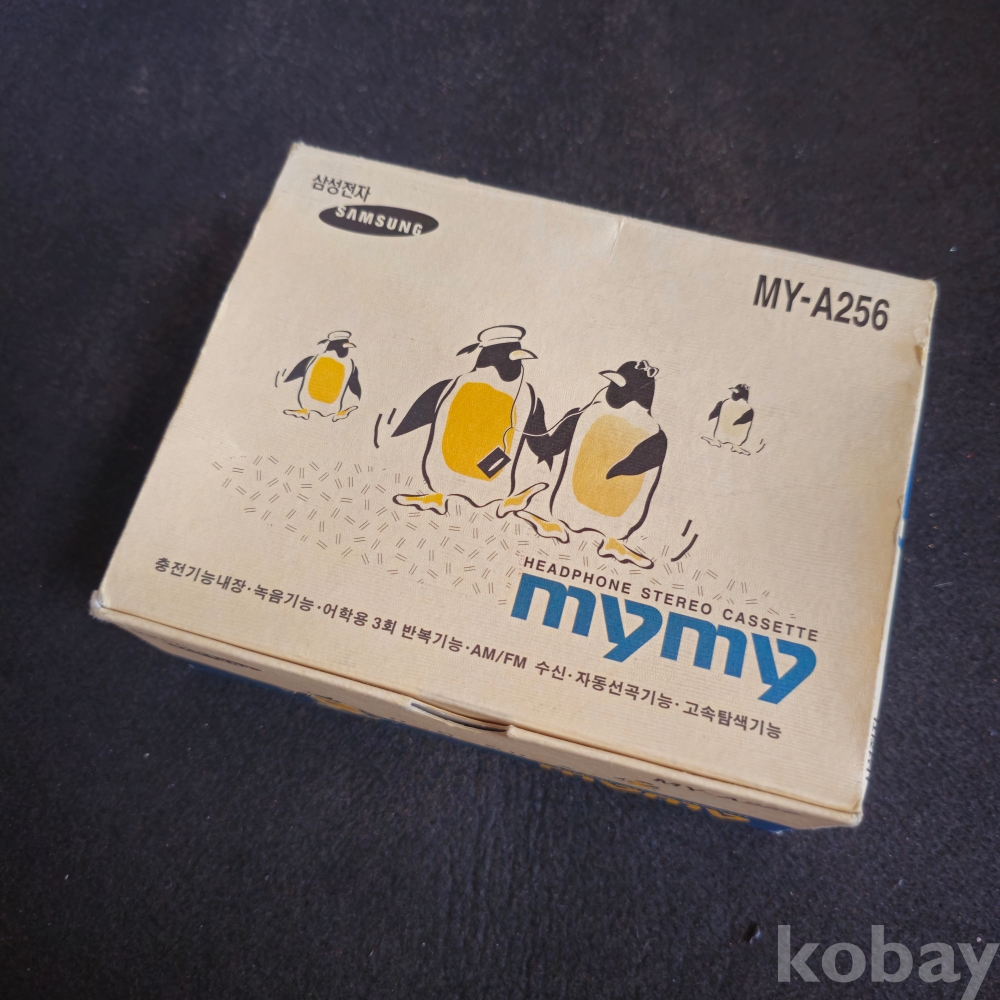 삼성전자
SAMSUNG
MY-A256
HEADPHONE STEREO CASSETTE
mymy
충전기능내장·녹음기능·어학용 3회 반복기능·AM/FM 수신·자동선곡기능·고속탐색기능
kobay